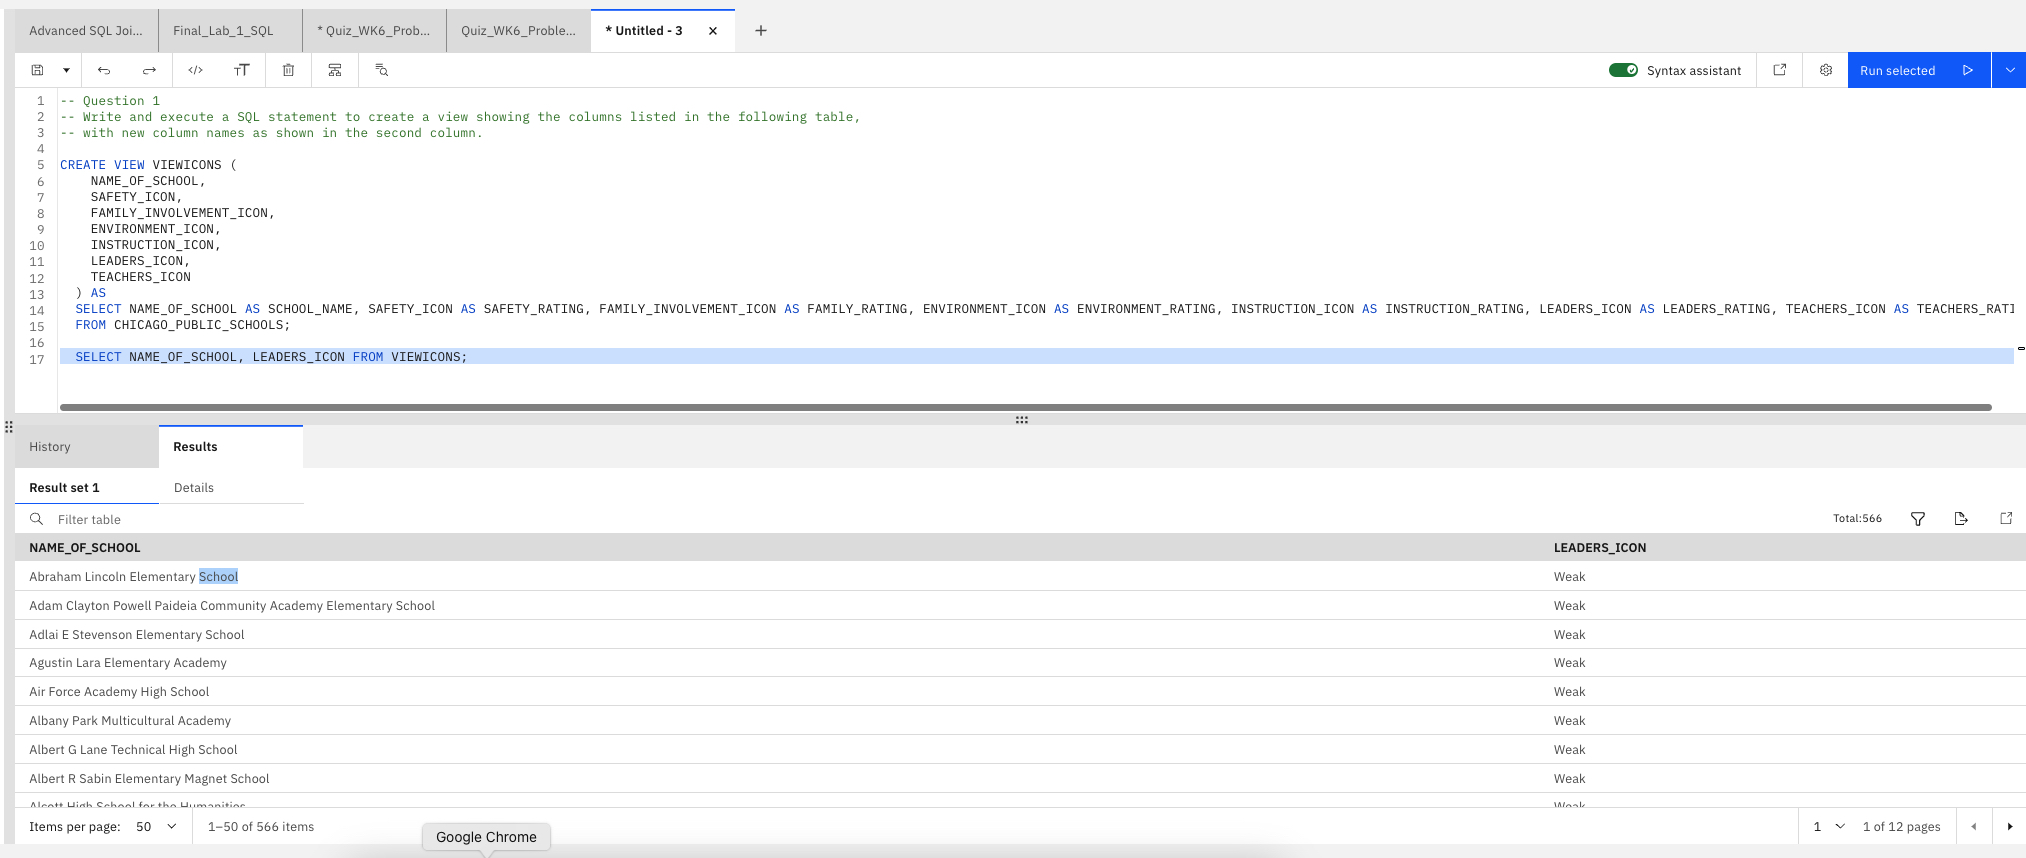 Advanced SQL Joi... Final_Lab_1_SQL * Quiz_WK6_Prob... Quiz_WK6_Proble... * Untitled - 3
Syntax assistant Run selected
1 -- Question 1
2 -- Write and execute a SQL statement to create a view showing the columns listed in the following table,
3 -- with new column names as shown in the second column.
4
5 CREATE VIEW VIEWICONS (
6 NAME_OF_SCHOOL,
7 SAFETY_ICON,
8 FAMILY_INVOLVEMENT_ICON,
9 ENVIRONMENT_ICON,
10 INSTRUCTION_ICON,
11 LEADERS_ICON,
12 TEACHERS_ICON
13 ) AS
14 SELECT NAME_OF_SCHOOL AS SCHOOL_NAME, SAFETY_ICON AS SAFETY_RATING, FAMILY_INVOLVEMENT_ICON AS FAMILY_RATING, ENVIRONMENT_ICON AS ENVIRONMENT_RATING, INSTRUCTION_ICON AS INSTRUCTION_RATING, LEADERS_ICON AS LEADERS_RATING, TEACHERS_ICON AS TEACHERS_RATI
15 FROM CHICAGO_PUBLIC_SCHOOLS;
16
17 SELECT NAME_OF_SCHOOL, LEADERS_ICON FROM VIEWICONS;
History Results
Result set 1 Details
Filter table Total:566
NAME_OF_SCHOOL LEADERS_ICON
Abraham Lincoln Elementary School Weak
Adam Clayton Powell Paideia Community Academy Elementary School Weak
Adlai E Stevenson Elementary School Weak
Agustin Lara Elementary Academy Weak
Air Force Academy High School Weak
Albany Park Multicultural Academy Weak
Albert G Lane Technical High School Weak
Albert R Sabin Elementary Magnet School Weak
Alcott High School for the Humanities Weak
Items per page: 50 1–50 of 566 items 1 1 of 12 pages
Google Chrome